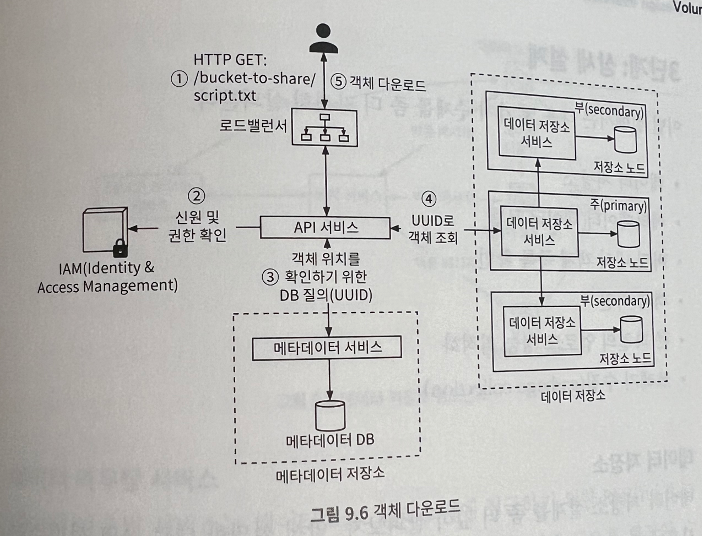 Volu
HTTP GET:
① /bucket-to-share/
script.txt
⑤ 객체 다운로드
로드밸런서
②
신원 및
권한 확인
IAM(Identity &
Access Management)
API 서비스
④
UUID로
객체 조회
객체 위치를
③ 확인하기 위한
DB 질의(UUID)
메타데이터 서비스
메타데이터 DB
메타데이터 저장소
부(secondary)
데이터 저장소
서비스
저장소 노드
주(primary)
데이터 저장소
서비스
저장소 노드
부(secondary)
데이터 저장소
서비스
저장소 노드
데이터 저장소
그림 9.6 객체 다운로드